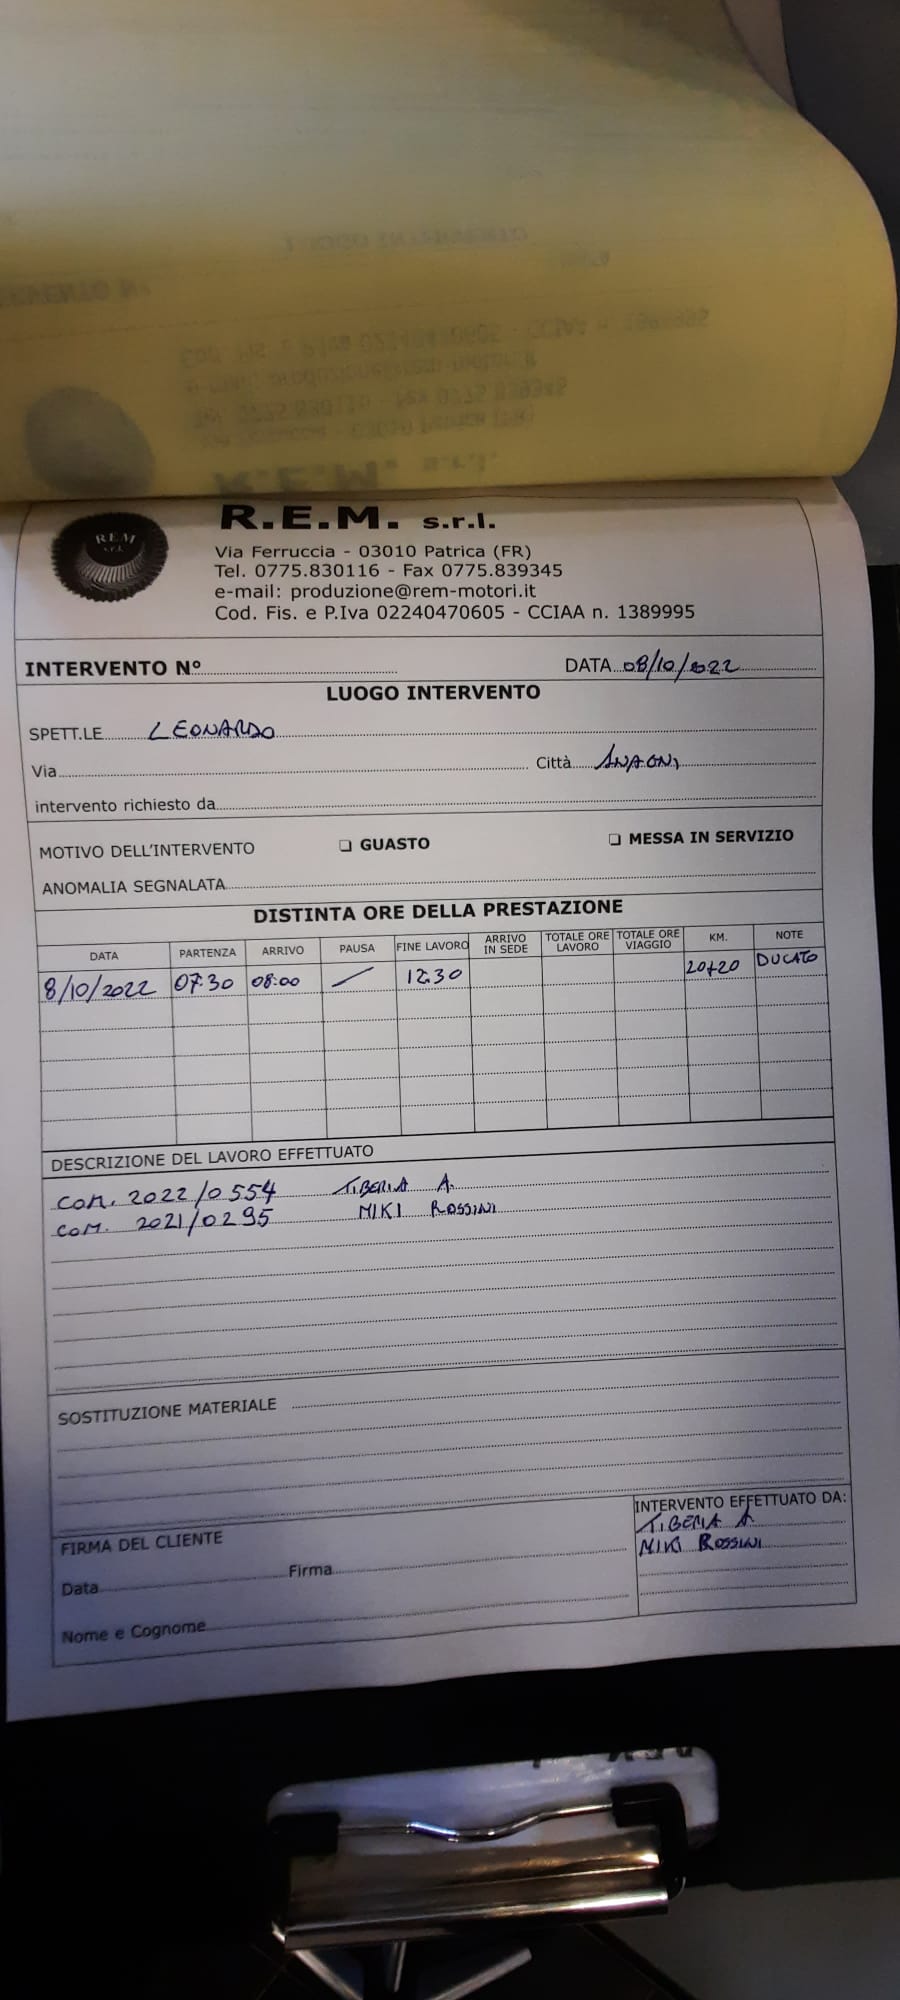 R.E.M. s.r.l.
REM
s.r.l.
Via Ferruccia - 03010 Patrica (FR)
Tel. 0775.830116 - Fax 0775.839345
e-mail: produzione@rem-motori.it
Cod. Fis. e P.Iva 02240470605 - CCIAA n. 1389995
INTERVENTO N° DATA 08/10/2022
LUOGO INTERVENTO
SPETT.LE LEONARDO
Via Città ANAGNI
intervento richiesto da
MOTIVO DELL'INTERVENTO ❑ GUASTO ❑ MESSA IN SERVIZIO
ANOMALIA SEGNALATA
DISTINTA ORE DELLA PRESTAZIONE
DATA PARTENZA ARRIVO PAUSA FINE LAVORO ARRIVO IN SEDE TOTALE ORE LAVORO TOTALE ORE VIAGGIO KM. NOTE
8/10/2022 07:30 08:00 / 12:30 20+20 DUCATO
DESCRIZIONE DEL LAVORO EFFETTUATO
COM. 2022/0554 TIBERIA A.
COM. 2021/0295 MIKI ROSSINI
SOSTITUZIONE MATERIALE
FIRMA DEL CLIENTE
Data Firma
Nome e Cognome
INTERVENTO EFFETTUATO DA:
TIBERIA A.
MIKI ROSSINI